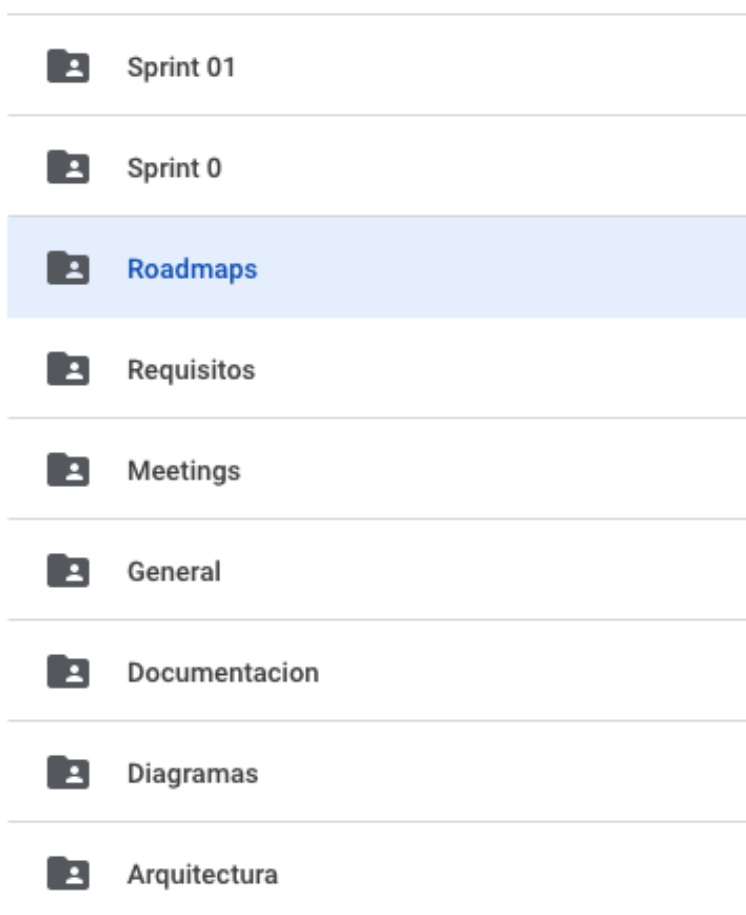 Sprint 01
Sprint 0
Roadmaps
Requisitos
Meetings
General
Documentacion
Diagramas
Arquitectura